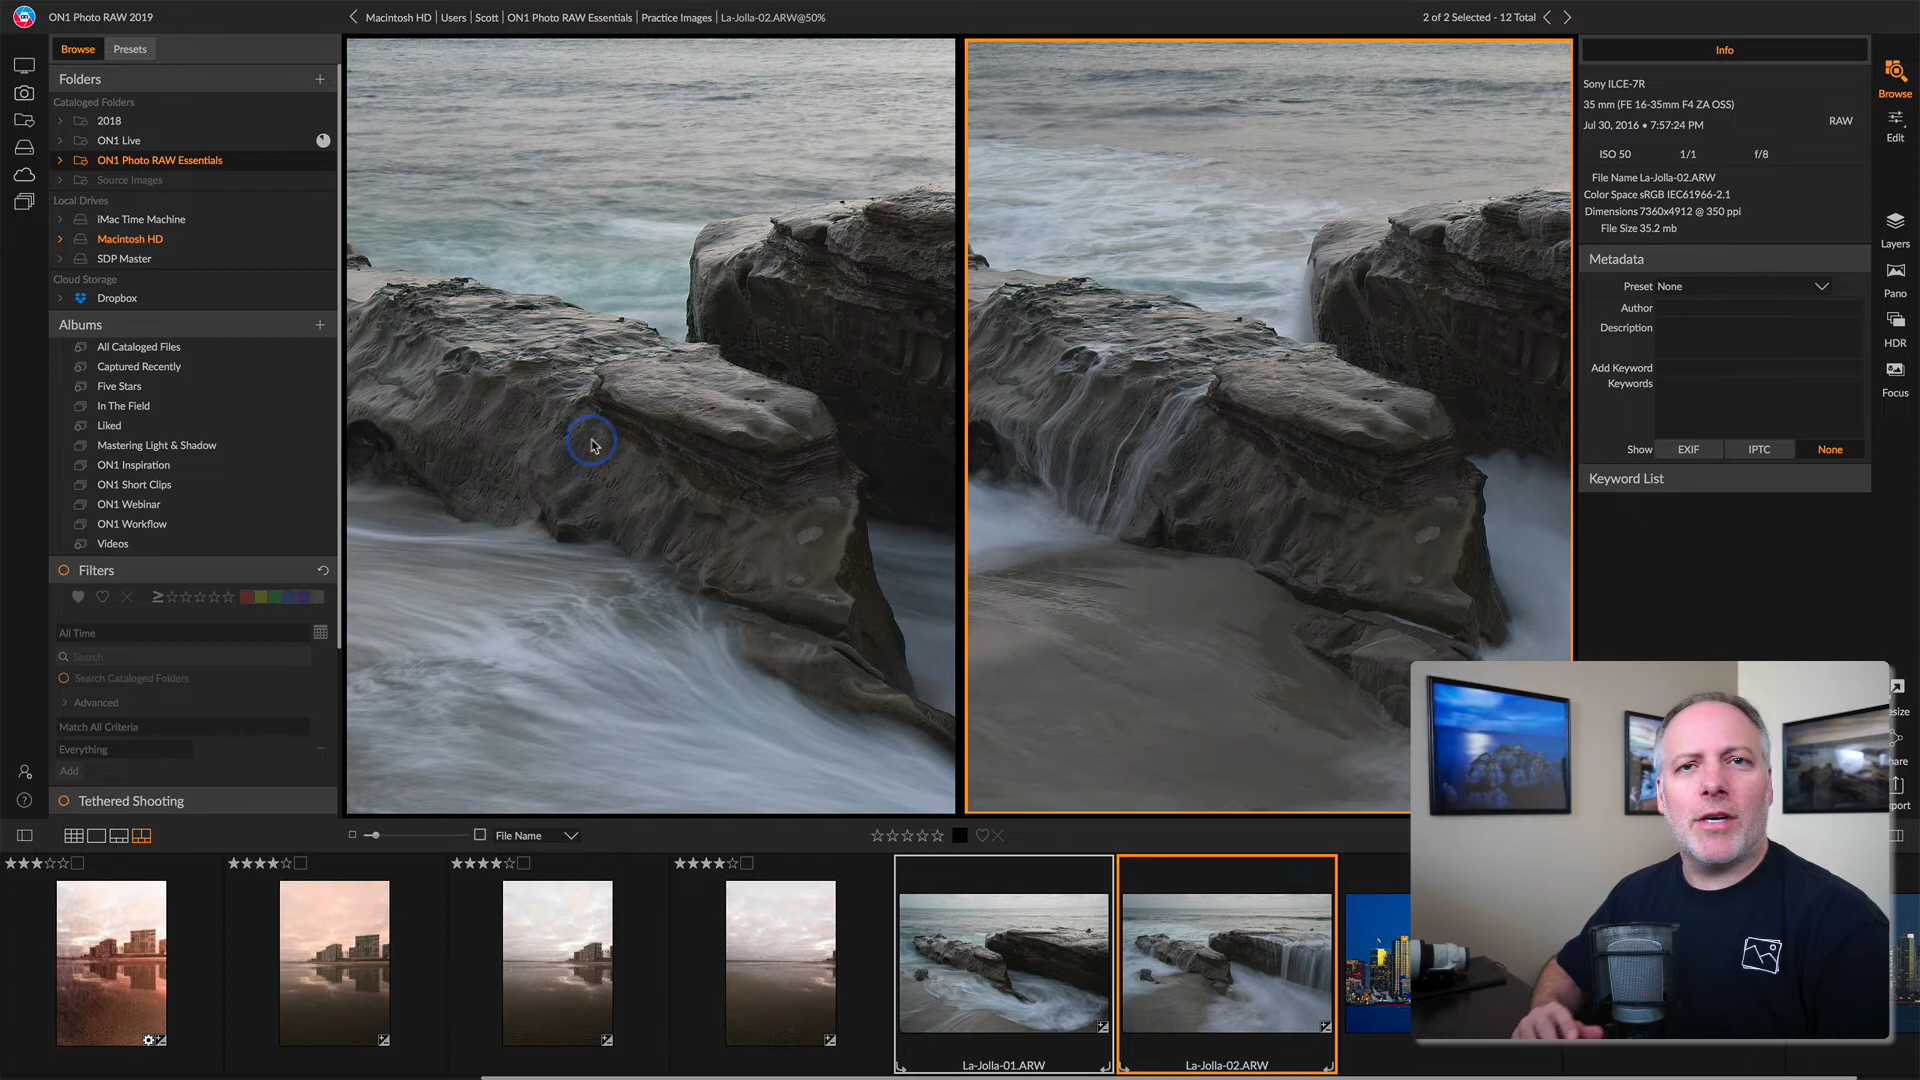 ON1 Photo RAW 2019
Macintosh HD | Users | Scott | ON1 Photo RAW Essentials | Practice Images | La-Jolla-02.ARW@50%
2 of 2 Selected - 12 Total
Browse
Presets
Folders
Cataloged Folders
2018
ON1 Live
ON1 Photo RAW Essentials
Source Images
Local Drives
iMac Time Machine
Macintosh HD
SDP Master
Cloud Storage
Dropbox
Albums
All Cataloged Files
Captured Recently
Five Stars
In The Field
Liked
Mastering Light & Shadow
ON1 Inspiration
ON1 Short Clips
ON1 Webinar
ON1 Workflow
Videos
Filters
All Time
Search
Search Cataloged Folders
Advanced
Match All Criteria
Everything
Add
Tethered Shooting
Info
Sony ILCE-7R
35 mm (FE 16-35mm F4 ZA OSS)
Jul 30, 2016 • 7:57:24 PM
RAW
ISO 50 1/1 f/8
File Name La-Jolla-02.ARW
Color Space sRGB IEC61966-2.1
Dimensions 7360x4912 @ 350 ppi
File Size 35.2 mb
Metadata
Preset None
Author
Description
Add Keyword
Keywords
Show EXIF IPTC None
Keyword List
Browse
Edit
Layers
Pano
HDR
Focus
esize
hare
xport
File Name
La-Jolla-01.ARW
La-Jolla-02.ARW